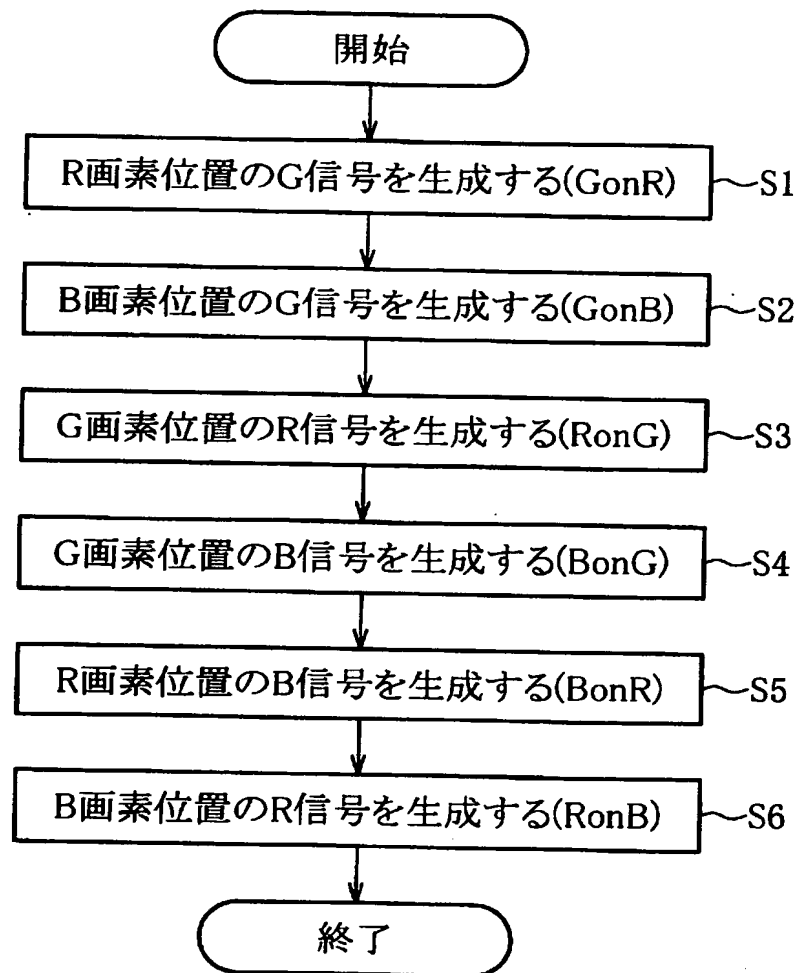 開始
R画素位置のG信号を生成する(GonR) S1
B画素位置のG信号を生成する(GonB) S2
G画素位置のR信号を生成する(RonG) S3
G画素位置のB信号を生成する(BonG) S4
R画素位置のB信号を生成する(BonR) S5
B画素位置のR信号を生成する(RonB) S6
終了